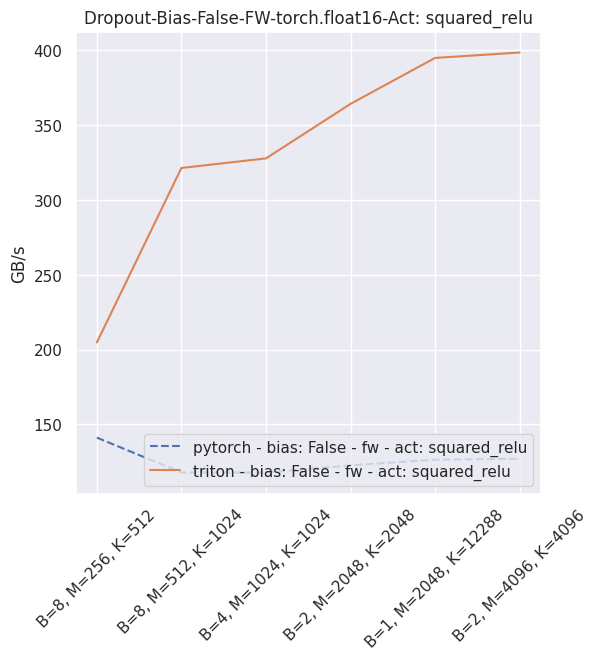 Dropout-Bias-False-FW-torch.float16-Act: squared_relu
400
350
300
250
200
150
GB/s
pytorch - bias: False - fw - act: squared_relu
triton - bias: False - fw - act: squared_relu
B=8, M=256, K=512
B=8, M=512, K=1024
B=4, M=1024, K=1024
B=2, M=2048, K=2048
B=1, M=2048, K=12288
B=2, M=4096, K=4096